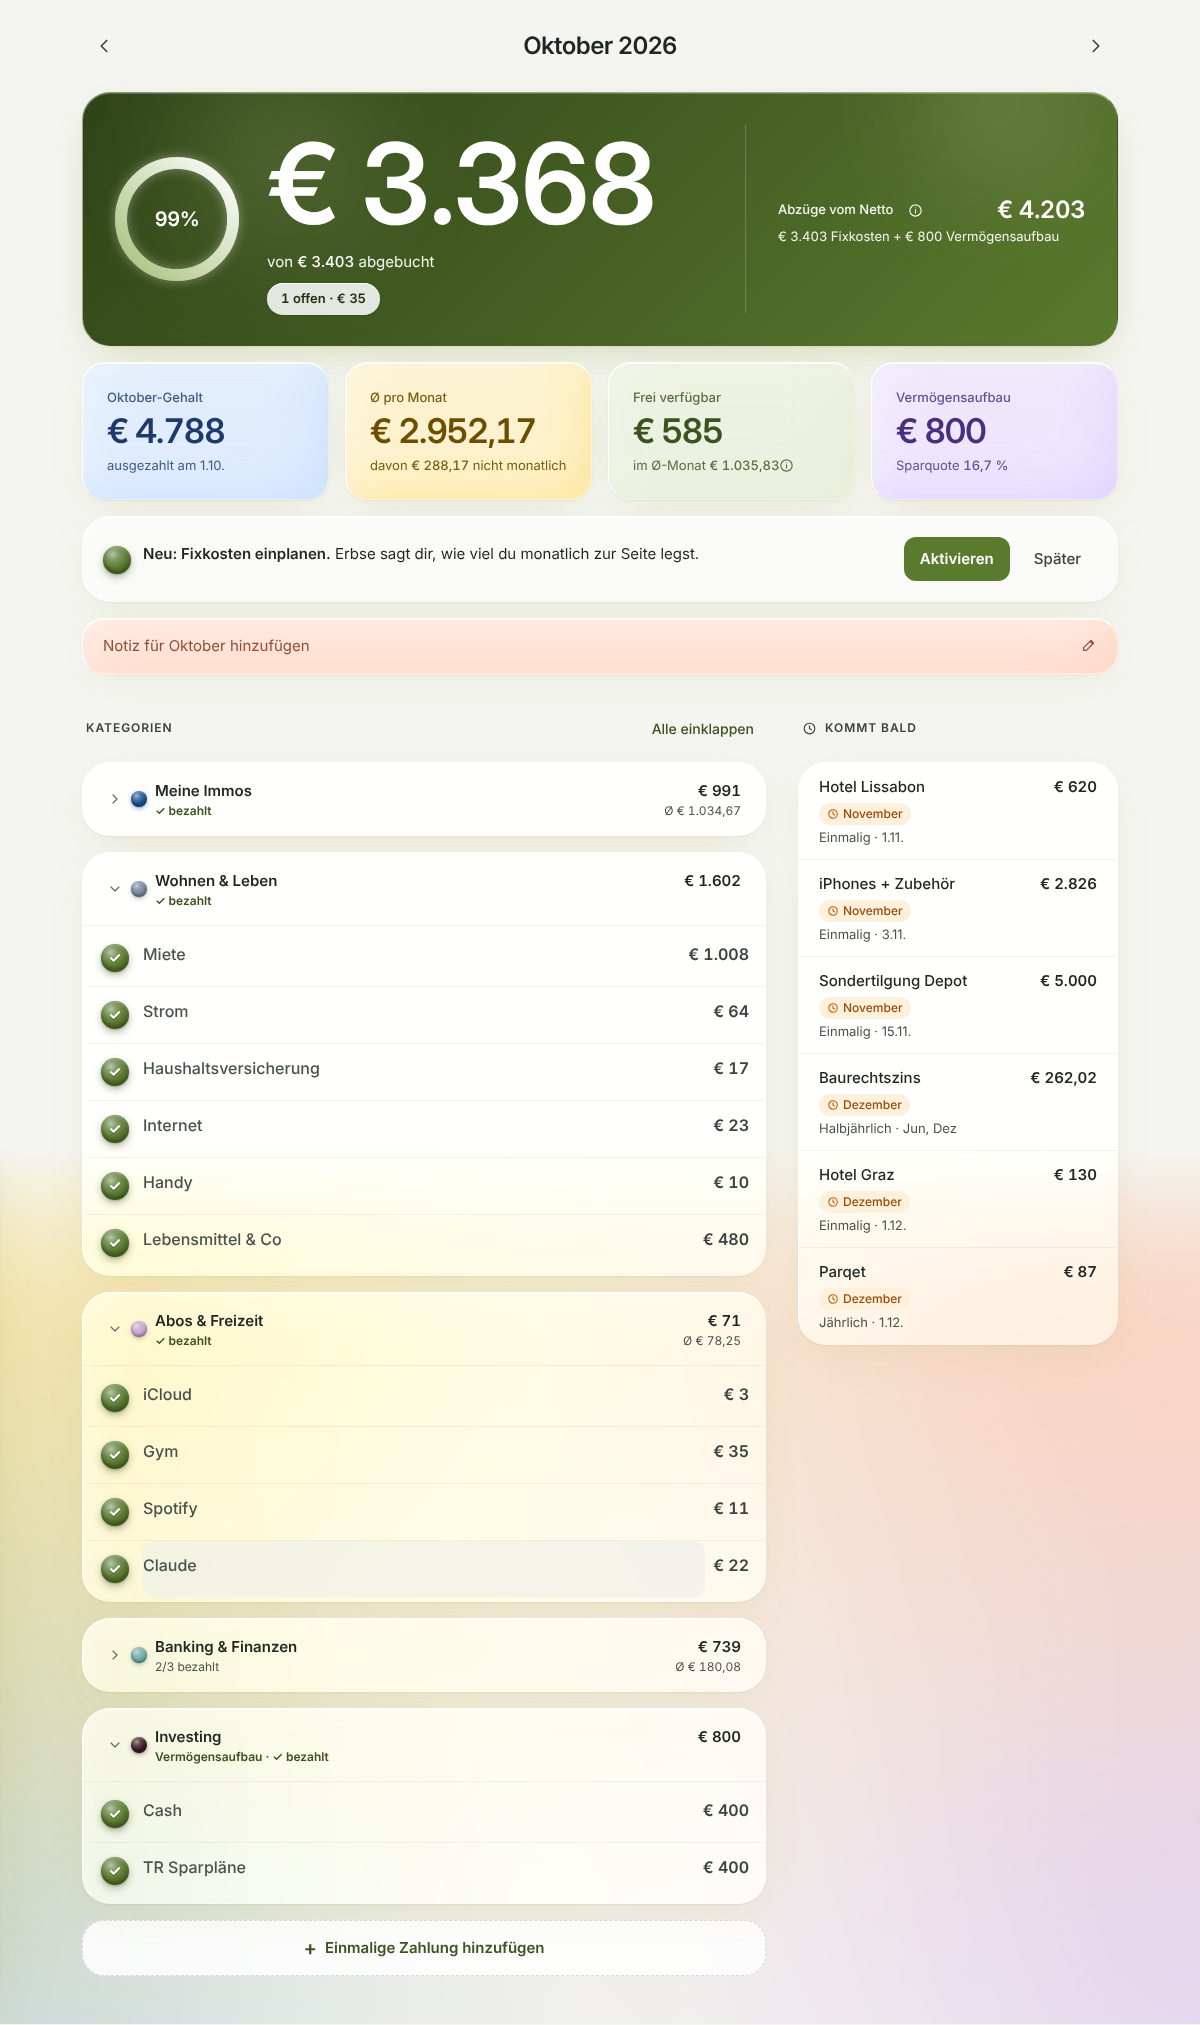 Oktober 2026
99%
€ 3.368
von € 3.403 abgebucht
1 offen · € 35
Abzüge vom Netto
€ 4.203
€ 3.403 Fixkosten + € 800 Vermögensaufbau
Oktober-Gehalt
€ 4.788
ausgezahlt am 1.10.
Ø pro Monat
€ 2.952,17
davon € 288,17 nicht monatlich
Frei verfügbar
€ 585
im Ø-Monat € 1.035,83
Vermögensaufbau
€ 800
Sparquote 16,7 %
Neu: Fixkosten einplanen. Erbse sagt dir, wie viel du monatlich zur Seite legst.
Aktivieren
Später
Notiz für Oktober hinzufügen
KATEGORIEN
Alle einklappen
Meine Immos
€ 991
✓ bezahlt
Ø € 1.034,67
Wohnen & Leben
€ 1.602
✓ bezahlt
Miete
€ 1.008
Strom
€ 64
Haushaltsversicherung
€ 17
Internet
€ 23
Handy
€ 10
Lebensmittel & Co
€ 480
Abos & Freizeit
€ 71
✓ bezahlt
Ø € 78,25
iCloud
€ 3
Gym
€ 35
Spotify
€ 11
Claude
€ 22
Banking & Finanzen
€ 739
2/3 bezahlt
Ø € 180,08
Investing
€ 800
Vermögensaufbau · ✓ bezahlt
Cash
€ 400
TR Sparpläne
€ 400
+ Einmalige Zahlung hinzufügen
KOMMT BALD
Hotel Lissabon
€ 620
November
Einmalig · 1.11.
iPhones + Zubehör
€ 2.826
November
Einmalig · 3.11.
Sondertilgung Depot
€ 5.000
November
Einmalig · 15.11.
Baurechtszins
€ 262,02
Dezember
Halbjährlich · Jun, Dez
Hotel Graz
€ 130
Dezember
Einmalig · 1.12.
Parqet
€ 87
Dezember
Jährlich · 1.12.